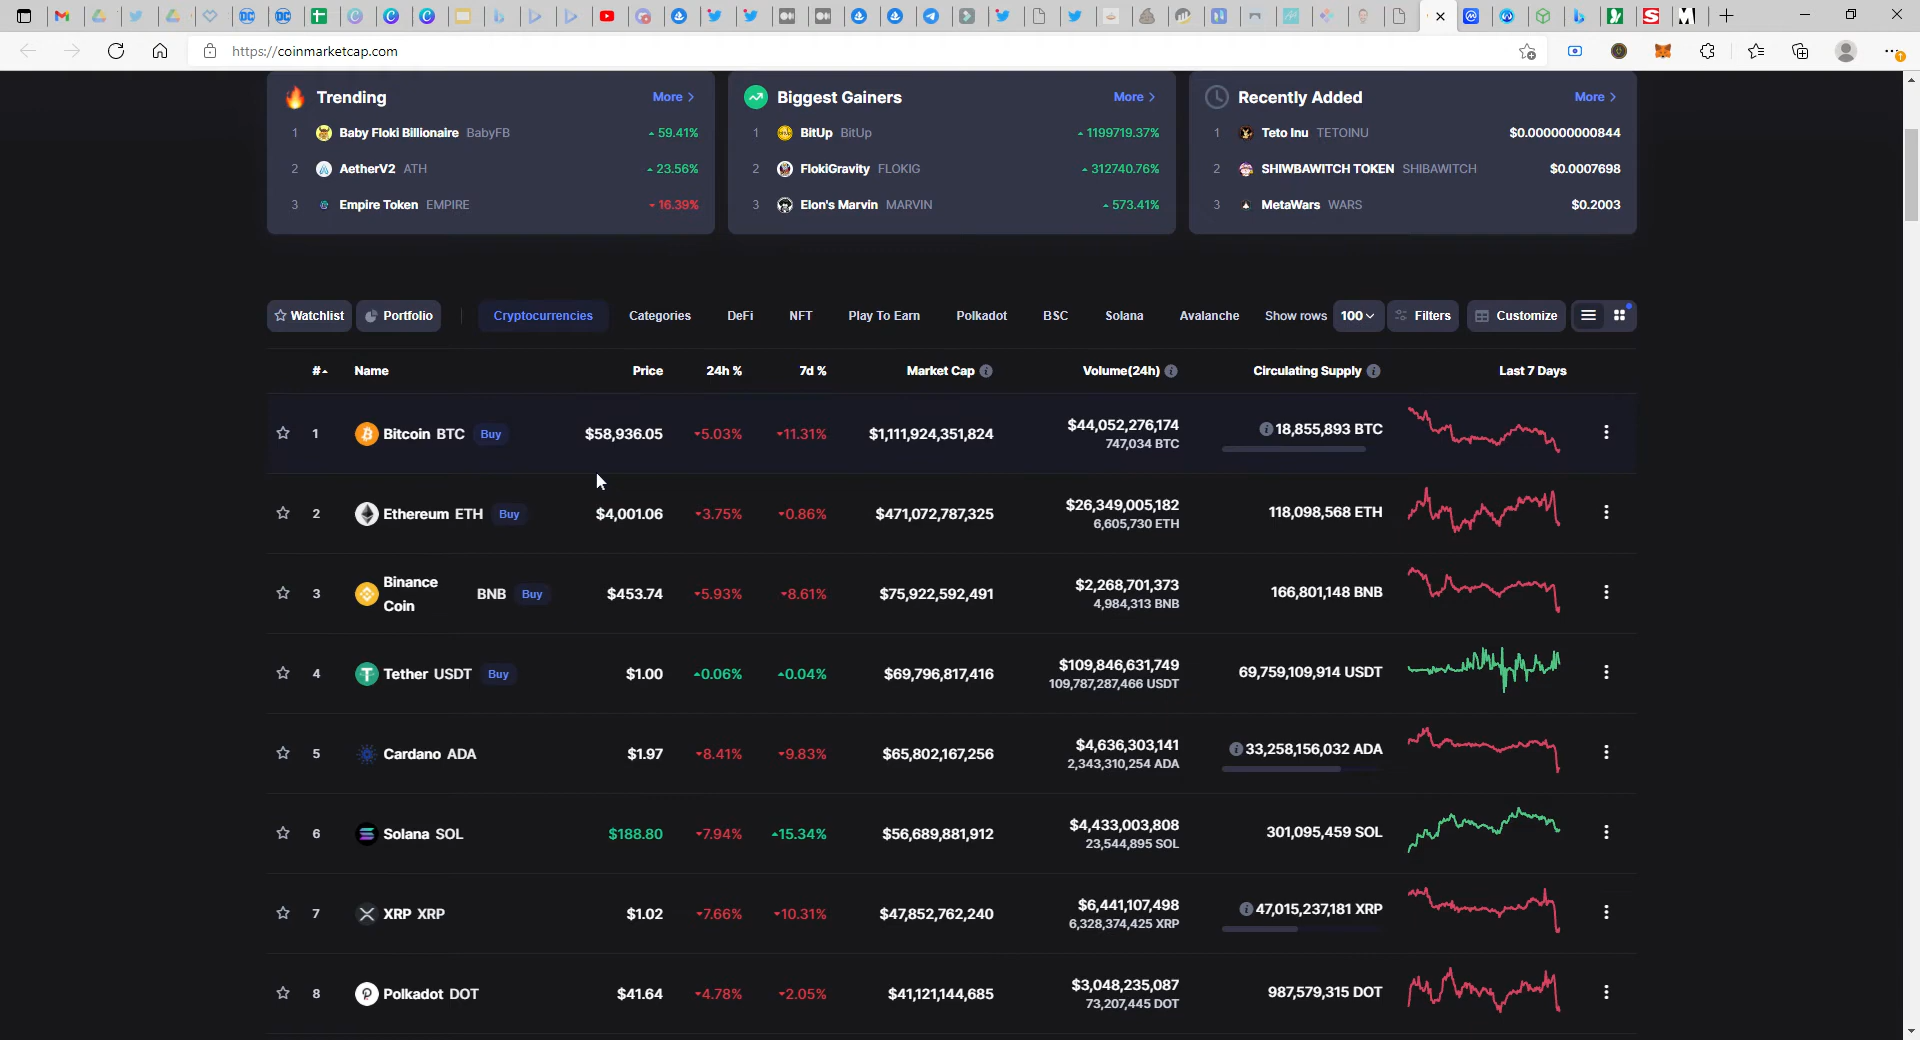 https://coinmarketcap.com
Trending More >
1 Baby Floki Billionaire BabyFB 59.41%
2 AetherV2 ATH 23.56%
3 Empire Token EMPIRE 16.39%
Biggest Gainers More >
1 BitUp BitUp 1199719.37%
2 FlokiGravity FLOKIG 312740.76%
3 Elon's Marvin MARVIN 573.41%
Recently Added More >
1 Teto Inu TETOINU $0.000000000844
2 SHIWBAWITCH TOKEN SHIBAWITCH $0.0007698
3 MetaWars WARS $0.2003
Watchlist Portfolio Cryptocurrencies Categories DeFi NFT Play To Earn Polkadot BSC Solana Avalanche Show rows 100 Filters Customize
# Name Price 24h % 7d % Market Cap Volume(24h) Circulating Supply Last 7 Days
1 Bitcoin BTC Buy $58,936.05 5.03% 11.31% $1,111,924,351,824 $44,052,276,174 18,855,893 BTC
747,034 BTC
2 Ethereum ETH Buy $4,001.06 3.75% 0.86% $471,072,787,325 $26,349,005,182 118,098,568 ETH
6,605,730 ETH
3 Binance Coin BNB Buy $453.74 5.93% 8.61% $75,922,592,491 $2,268,701,373 166,801,148 BNB
4,984,313 BNB
4 Tether USDT Buy $1.00 0.06% 0.04% $69,796,817,416 $109,846,631,749 69,759,109,914 USDT
109,787,287,466 USDT
5 Cardano ADA $1.97 8.41% 9.83% $65,802,167,256 $4,636,303,141 33,258,156,032 ADA
2,343,310,254 ADA
6 Solana SOL $188.80 7.94% 15.34% $56,689,881,912 $4,433,003,808 301,095,459 SOL
23,544,895 SOL
7 XRP XRP $1.02 7.66% 10.31% $47,852,762,240 $6,441,107,498 47,015,237,181 XRP
6,328,374,425 XRP
8 Polkadot DOT $41.64 4.78% 2.05% $41,121,144,685 $3,048,235,087 987,579,315 DOT
73,207,445 DOT